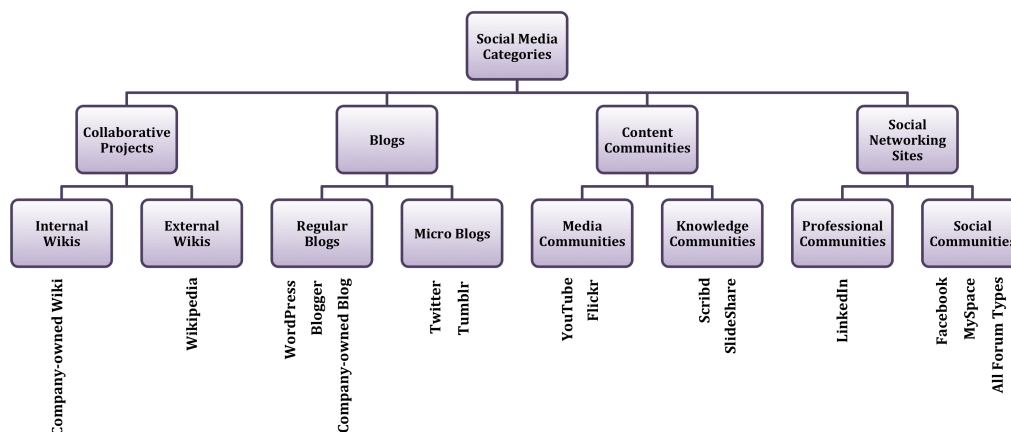 Social Media
Categories
Collaborative
Projects
Blogs
Content
Communities
Social
Networking
Sites
Internal
Wikis
External
Wikis
Regular
Blogs
Micro Blogs
Media
Communities
Knowledge
Communities
Professional
Communities
Social
Communities
Company-owned Wiki
Wikipedia
WordPress
Blogger
Company-owned Blog
Twitter
Tumblr
YouTube
Flickr
Scribd
SlideShare
LinkedIn
Facebook
MySpace
All Forum Types